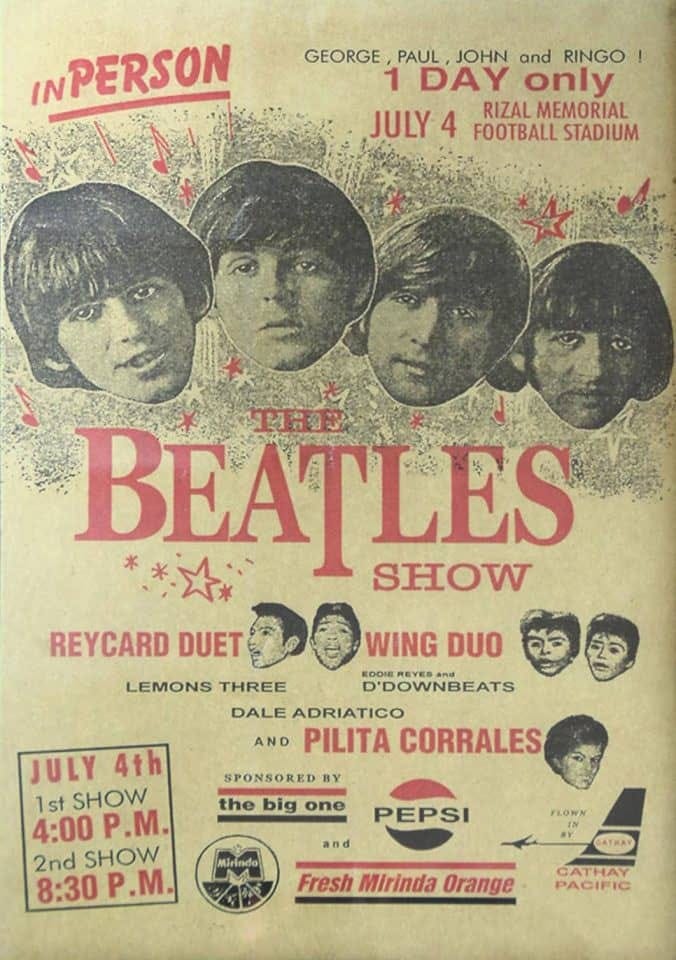 IN PERSON
GEORGE , PAUL , JOHN and RINGO !
1 DAY only
JULY 4 RIZAL MEMORIAL
FOOTBALL STADIUM
THE
BEATLES
SHOW
REYCARD DUET
WING DUO
LEMONS THREE
EDDIE REYES and
D'DOWNBEATS
DALE ADRIATICO
AND PILITA CORRALES
JULY 4th
1st SHOW
4:00 P.M.
2nd SHOW
8:30 P.M.
SPONSORED BY
the big one
PEPSI
and
Mirinda
Fresh Mirinda Orange
FLOWN
IN
BY
CATHAY
CATHAY
PACIFIC